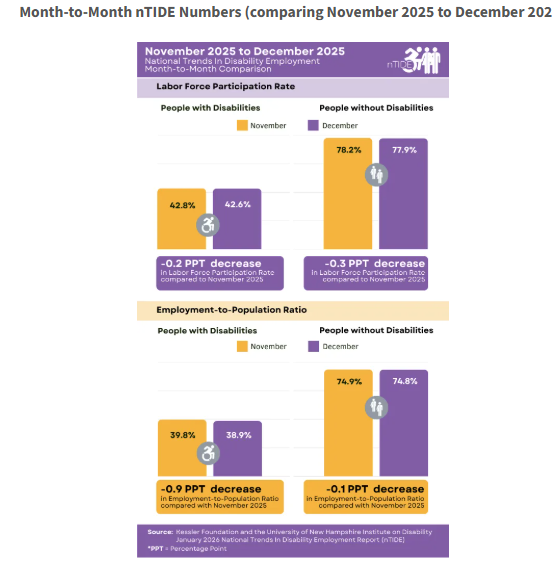 Month-to-Month nTIDE Numbers (comparing November 2025 to December 202
November 2025 to December 2025
National Trends In Disability Employment
Month-to-Month Comparison
nTIDE
Labor Force Participation Rate
People with Disabilities
People without Disabilities
November
December
42.8%
42.6%
78.2%
77.9%
-0.2 PPT decrease
in Labor Force Participation Rate
compared to November 2025
-0.3 PPT decrease
in Labor Force Participation Rate
compared to November 2025
Employment-to-Population Ratio
People with Disabilities
People without Disabilities
November
December
39.8%
38.9%
74.9%
74.8%
-0.9 PPT decrease
in Employment-to-Population Ratio
compared with November 2025
-0.1 PPT decrease
in Employment-to-Population Ratio
compared with November 2025
Source: Kessler Foundation and the University of New Hampshire Institute on Disability
January 2026 National Trends In Disability Employment Report (nTIDE)
*PPT = Percentage Point